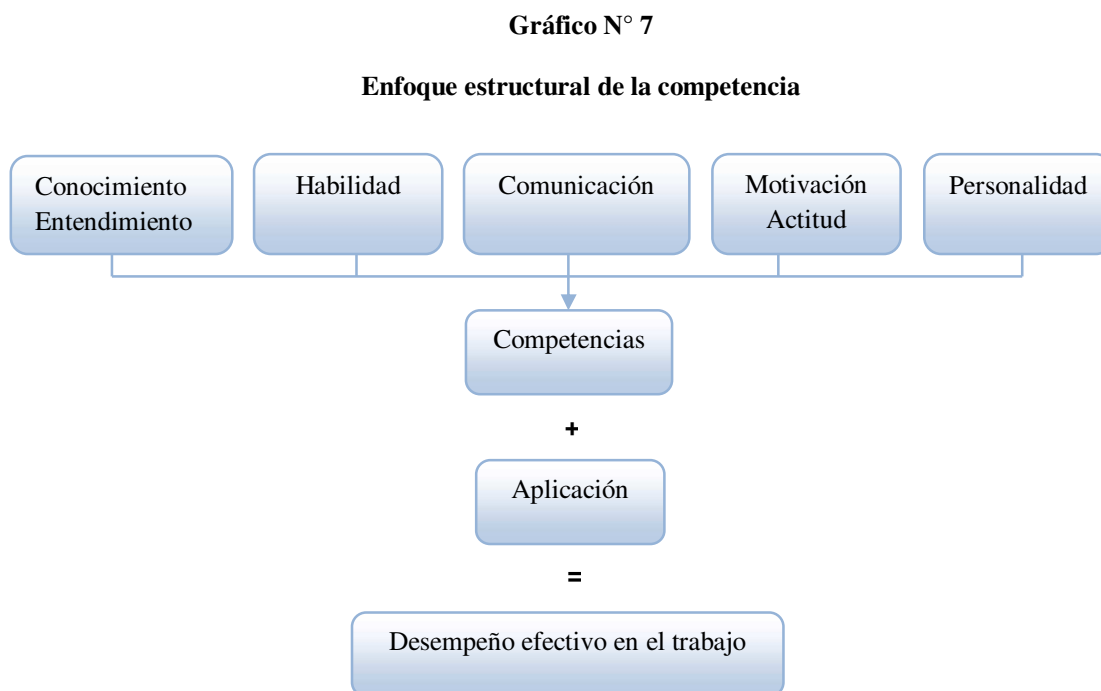 Gráfico N° 7
Enfoque estructural de la competencia
Conocimiento
Entendimiento
Habilidad
Comunicación
Motivación
Actitud
Personalidad
Competencias
+
Aplicación
=
Desempeño efectivo en el trabajo